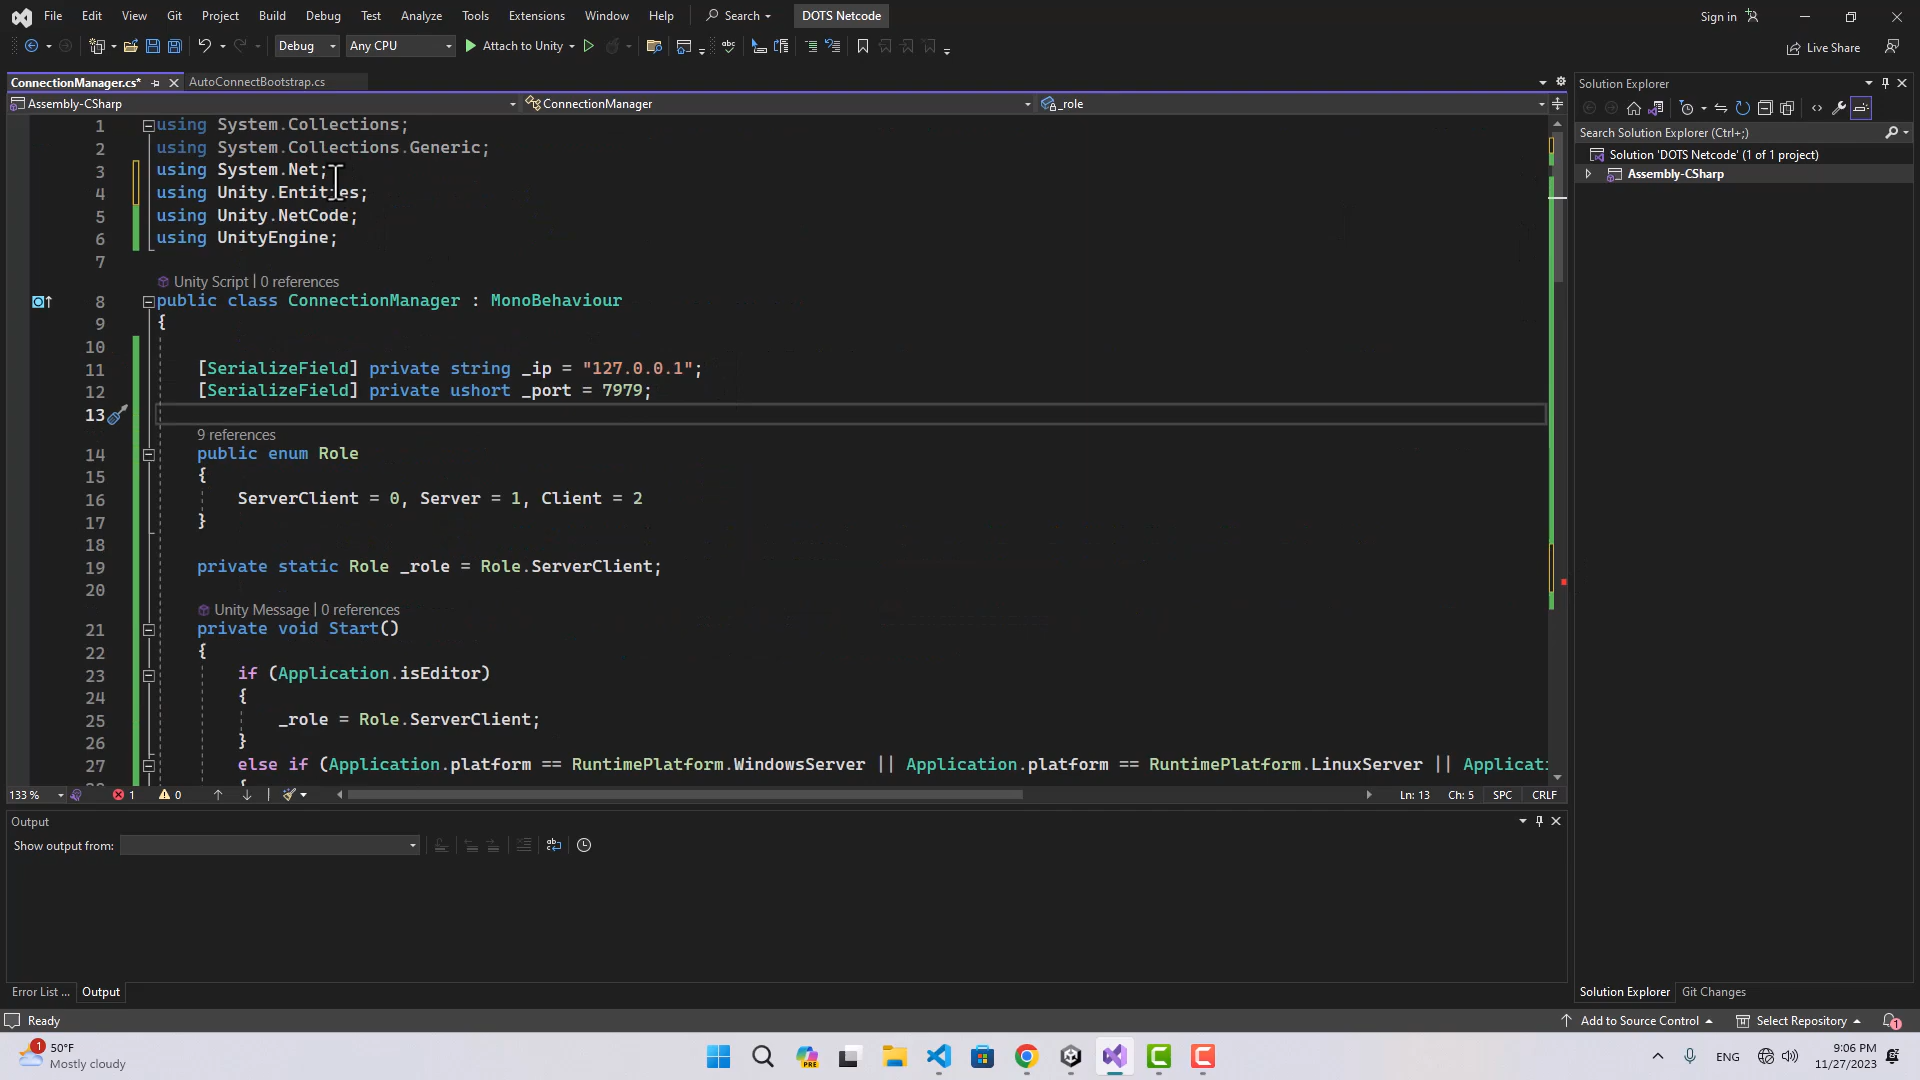 File Edit View Git Project Build Debug Test Analyze Tools Extensions Window Help Search DOTS Netcode Sign in
Debug Any CPU Attach to Unity Live Share
ConnectionManager.cs* AutoConnectBootstrap.cs
Assembly-CSharp ConnectionManager _role
1 using System.Collections;
2 using System.Collections.Generic;
3 using System.Net;
4 using Unity.Entities;
5 using Unity.NetCode;
6 using UnityEngine;
7
Unity Script | 0 references
8 public class ConnectionManager : MonoBehaviour
9 {
10
11 [SerializeField] private string _ip = "127.0.0.1";
12 [SerializeField] private ushort _port = 7979;
13
9 references
14 public enum Role
15 {
16 ServerClient = 0, Server = 1, Client = 2
17 }
18
19 private static Role _role = Role.ServerClient;
20
Unity Message | 0 references
21 private void Start()
22 {
23 if (Application.isEditor)
24 {
25 _role = Role.ServerClient;
26 }
27 else if (Application.platform == RuntimePlatform.WindowsServer || Application.platform == RuntimePlatform.LinuxServer || Applicati
133 % 1 0 Ln: 13 Ch: 5 SPC CRLF
Output
Show output from:
Error List ... Output
Solution Explorer
Search Solution Explorer (Ctrl+;)
Solution 'DOTS Netcode' (1 of 1 project)
Assembly-CSharp
Solution Explorer Git Changes
Ready Add to Source Control Select Repository 1
1 50°F
Mostly cloudy
PRE
ENG
9:06 PM
11/27/2023